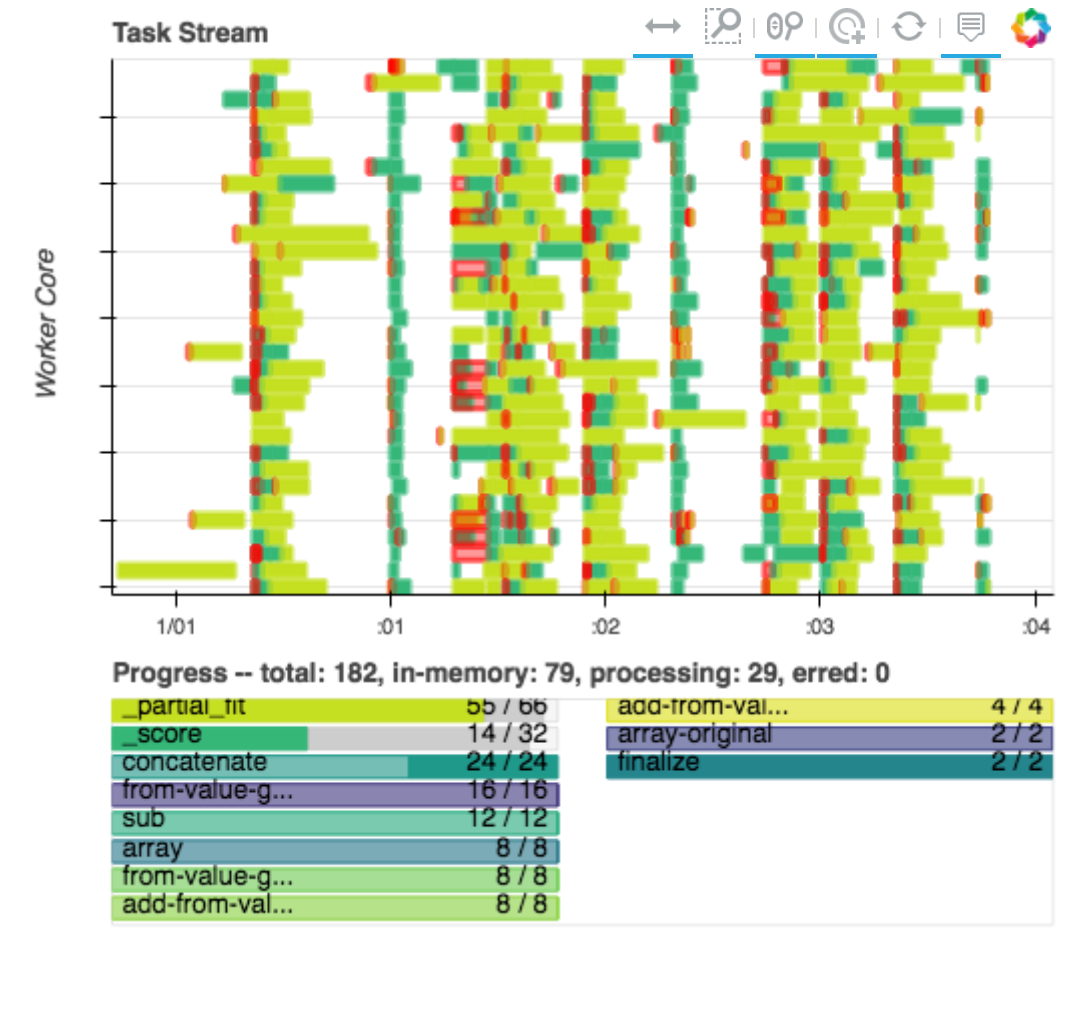 Task Stream
Worker Core
1/01 :01 :02 :03 :04
Progress -- total: 182, in-memory: 79, processing: 29, erred: 0
_partial_fit 55 / 66
_score 14 / 32
concatenate 24 / 24
from-value-g... 16 / 16
sub 12 / 12
array 8 / 8
from-value-g... 8 / 8
add-from-val... 8 / 8
add-from-val... 4 / 4
array-original 2 / 2
finalize 2 / 2